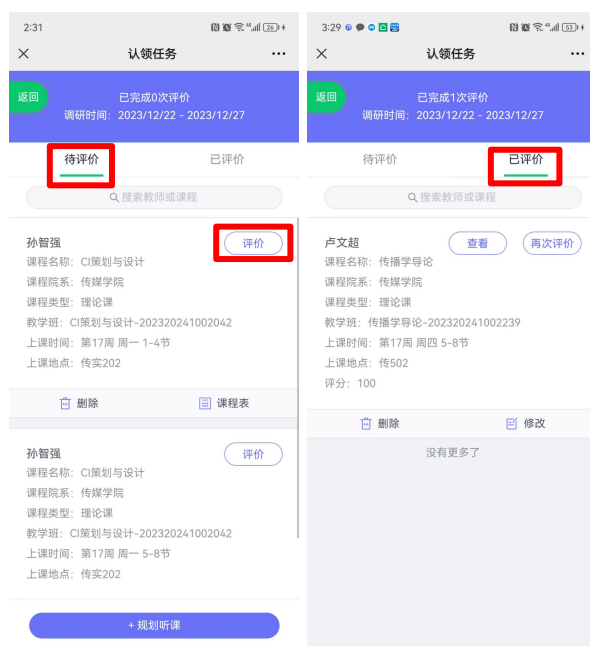 2:31
26
认领任务
返回
已完成0次评价
调研时间：2023/12/22 - 2023/12/27
待评价
已评价
搜索教师或课程
孙智强
评价
课程名称：CI策划与设计
课程院系：传媒学院
课程类型：理论课
教学班：CI策划与设计-202320241002042
上课时间：第17周 周一 1-4节
上课地点：传实202
删除
课程表
孙智强
评价
课程名称：CI策划与设计
课程院系：传媒学院
课程类型：理论课
教学班：CI策划与设计-202320241002042
上课时间：第17周 周一 5-8节
上课地点：传实202
+ 规划听课
3:29
53
认领任务
返回
已完成1次评价
调研时间：2023/12/22 - 2023/12/27
待评价
已评价
搜索教师或课程
卢文超
查看
再次评价
课程名称：传播学导论
课程院系：传媒学院
课程类型：理论课
教学班：传播学导论-202320241002239
上课时间：第17周 周四 5-8节
上课地点：传502
评分：100
删除
修改
没有更多了